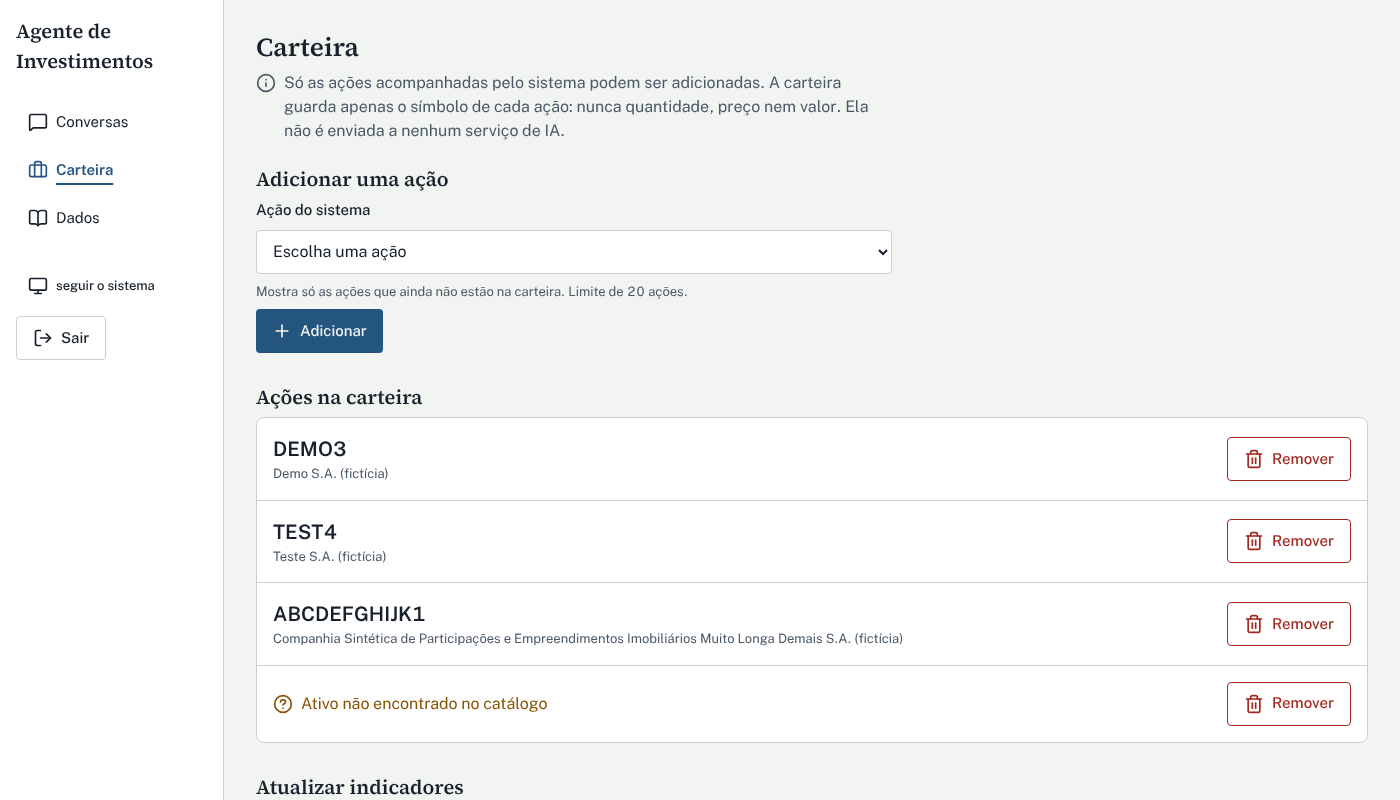 Agente de
Investimentos
Conversas
Carteira
Dados
seguir o sistema
Sair
Carteira
Só as ações acompanhadas pelo sistema podem ser adicionadas. A carteira
guarda apenas o símbolo de cada ação: nunca quantidade, preço nem valor. Ela
não é enviada a nenhum serviço de IA.
Adicionar uma ação
Ação do sistema
Escolha uma ação
Mostra só as ações que ainda não estão na carteira. Limite de 20 ações.
Adicionar
Ações na carteira
DEMO3
Demo S.A. (fictícia)
Remover
TEST4
Teste S.A. (fictícia)
Remover
ABCDEFGHIJK1
Companhia Sintética de Participações e Empreendimentos Imobiliários Muito Longa Demais S.A. (fictícia)
Remover
Ativo não encontrado no catálogo
Remover
Atualizar indicadores